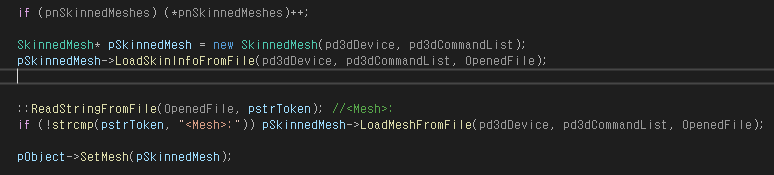 if (pnSkinnedMeshes) (*pnSkinnedMeshes)++;
SkinnedMesh* pSkinnedMesh = new SkinnedMesh(pd3dDevice, pd3dCommandList);
pSkinnedMesh->LoadSkinInfoFromFile(pd3dDevice, pd3dCommandList, OpenedFile);
::ReadStringFromFile(OpenedFile, pstrToken); //<Mesh>:
if (!strcmp(pstrToken, "<Mesh>:")) pSkinnedMesh->LoadMeshFromFile(pd3dDevice, pd3dCommandList, OpenedFile);
pObject->SetMesh(pSkinnedMesh);